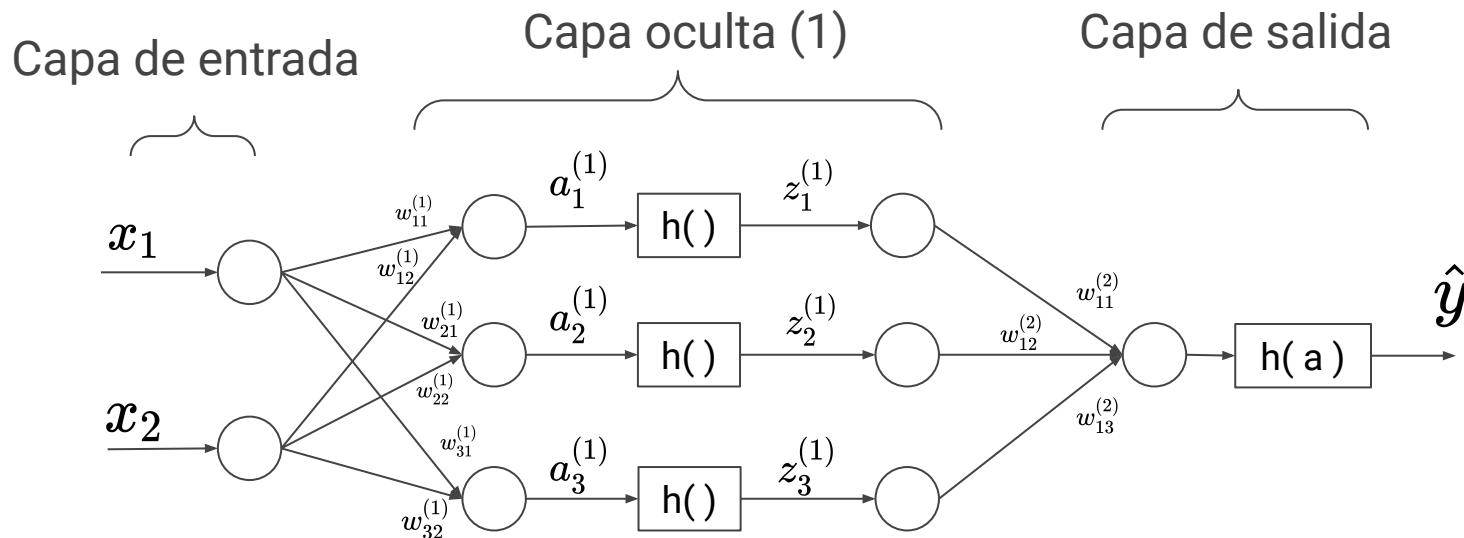 Capa de entrada
Capa oculta (1)
Capa de salida
x_1
x_2
w_{11}^{(1)}
w_{12}^{(1)}
w_{21}^{(1)}
w_{22}^{(1)}
w_{31}^{(1)}
w_{32}^{(1)}
a_1^{(1)} h( ) z_1^{(1)}
a_2^{(1)} h( ) z_2^{(1)}
a_3^{(1)} h( ) z_3^{(1)}
w_{11}^{(2)}
w_{12}^{(2)}
w_{13}^{(2)}
h( a )
ŷ